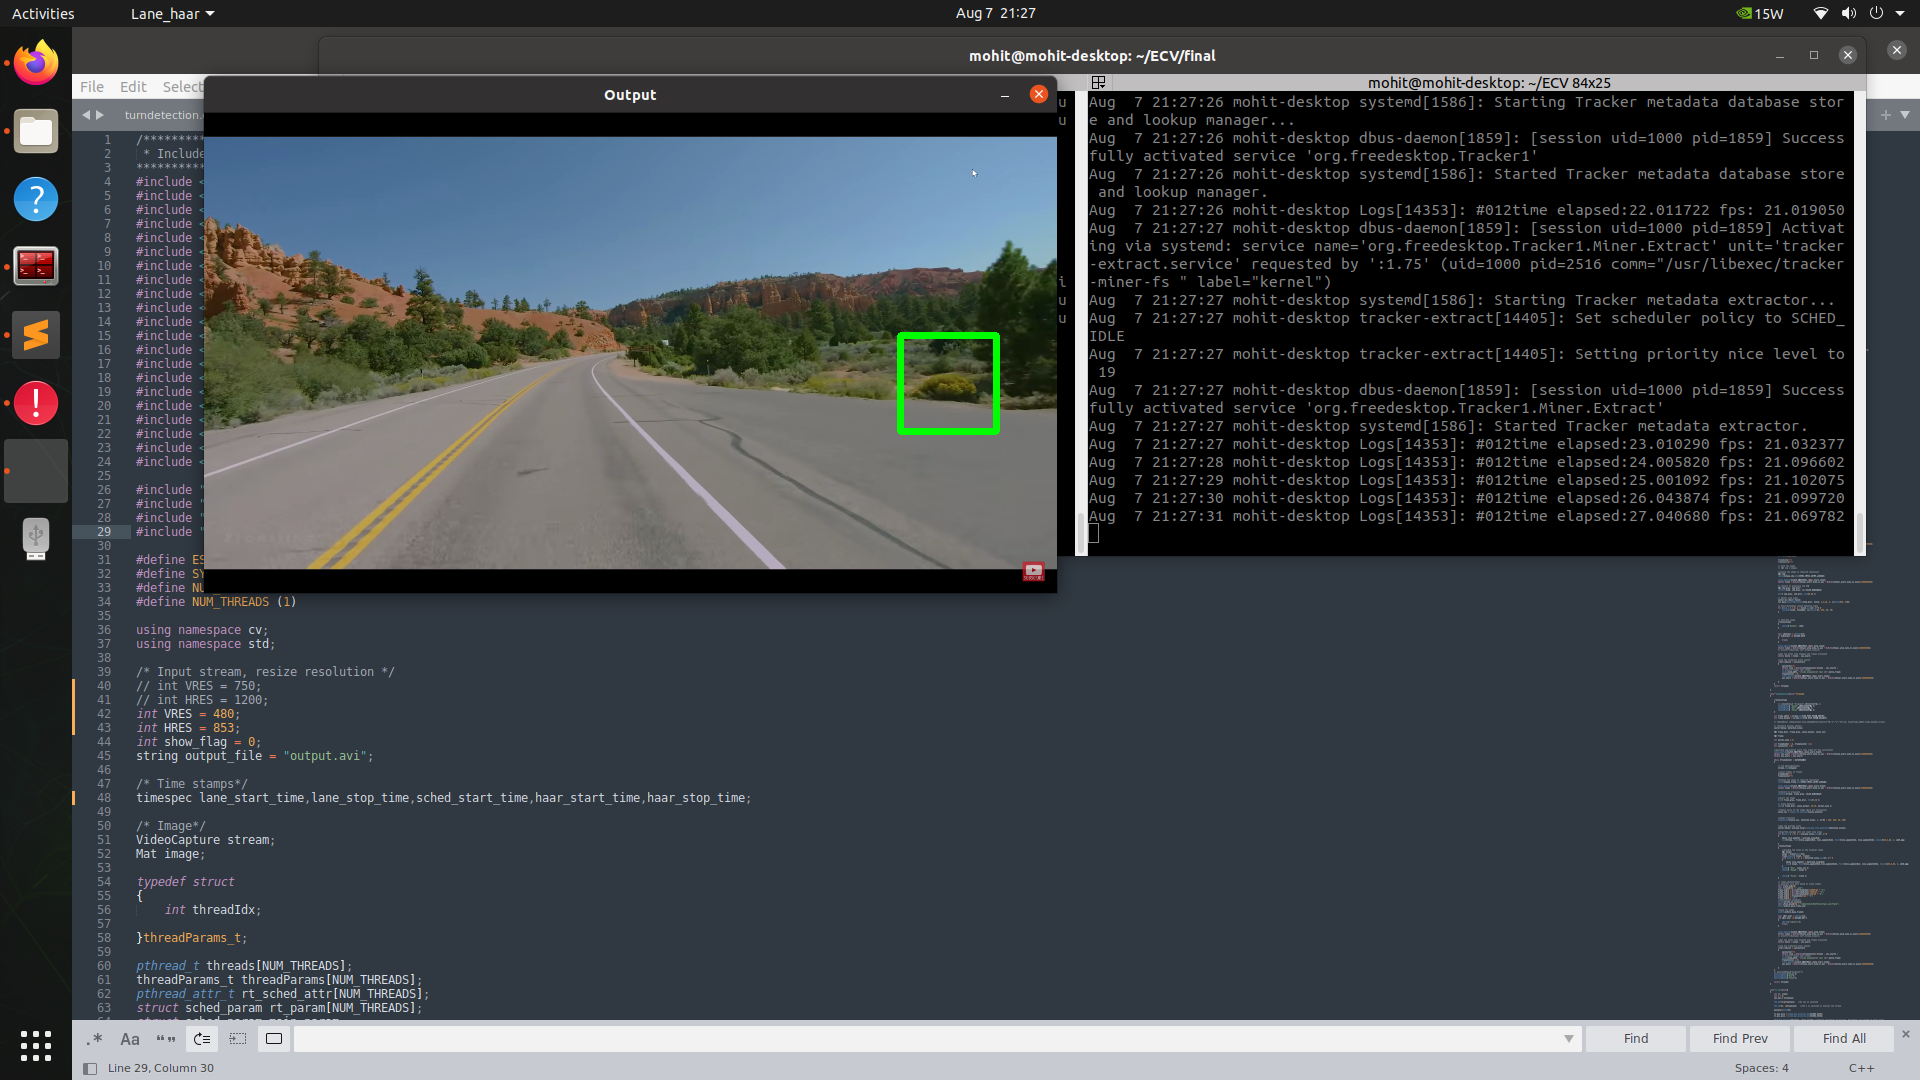 Activities
Lane_haar
Aug 7 21:27
15W
mohit@mohit-desktop: ~/ECV/final
File Edit Select
turndetection.
Output
mohit@mohit-desktop: ~/ECV 84x25
Aug  7 21:27:26 mohit-desktop systemd[1586]: Starting Tracker metadata database stor
e and lookup manager...
Aug  7 21:27:26 mohit-desktop dbus-daemon[1859]: [session uid=1000 pid=1859] Success
fully activated service 'org.freedesktop.Tracker1'
Aug  7 21:27:26 mohit-desktop systemd[1586]: Started Tracker metadata database store
 and lookup manager.
Aug  7 21:27:26 mohit-desktop Logs[14353]: #012time elapsed:22.011722 fps: 21.019050
Aug  7 21:27:27 mohit-desktop dbus-daemon[1859]: [session uid=1000 pid=1859] Activat
ing via systemd: service name='org.freedesktop.Tracker1.Miner.Extract' unit='tracker
-extract.service' requested by ':1.75' (uid=1000 pid=2516 comm="/usr/libexec/tracker
-miner-fs " label="kernel")
Aug  7 21:27:27 mohit-desktop systemd[1586]: Starting Tracker metadata extractor...
Aug  7 21:27:27 mohit-desktop tracker-extract[14405]: Set scheduler policy to SCHED_
IDLE
Aug  7 21:27:27 mohit-desktop tracker-extract[14405]: Setting priority nice level to
 19
Aug  7 21:27:27 mohit-desktop dbus-daemon[1859]: [session uid=1000 pid=1859] Success
fully activated service 'org.freedesktop.Tracker1.Miner.Extract'
Aug  7 21:27:27 mohit-desktop systemd[1586]: Started Tracker metadata extractor.
Aug  7 21:27:27 mohit-desktop Logs[14353]: #012time elapsed:23.010290 fps: 21.032377
Aug  7 21:27:28 mohit-desktop Logs[14353]: #012time elapsed:24.005820 fps: 21.096602
Aug  7 21:27:29 mohit-desktop Logs[14353]: #012time elapsed:25.001092 fps: 21.102075
Aug  7 21:27:30 mohit-desktop Logs[14353]: #012time elapsed:26.043874 fps: 21.099720
Aug  7 21:27:31 mohit-desktop Logs[14353]: #012time elapsed:27.040680 fps: 21.069782
1 /*********
2  * Include
3 *********
4 #include <
5 #include <
6 #include <
7 #include <
8 #include <
9 #include <
10 #include <
11 #include <
12 #include <
13 #include <
14 #include <
15 #include <
16 #include <
17 #include <
18 #include <
19 #include <
20 #include <
21 #include <
22 #include <
23 #include <
24 #include <
25
26 #include "
27 #include "
28 #include "
29 #include "
30
31 #define ES
32 #define SY
33 #define NU
34 #define NUM_THREADS (1)
35
36 using namespace cv;
37 using namespace std;
38
39 /* Input stream, resize resolution */
40 // int VRES = 750;
41 // int HRES = 1200;
42 int VRES = 480;
43 int HRES = 853;
44 int show_flag = 0;
45 string output_file = "output.avi";
46
47 /* Time stamps*/
48 timespec lane_start_time,lane_stop_time,sched_start_time,haar_start_time,haar_stop_time;
49
50 /* Image*/
51 VideoCapture stream;
52 Mat image;
53
54 typedef struct
55 {
56     int threadIdx;
57
58 }threadParams_t;
59
60 pthread_t threads[NUM_THREADS];
61 threadParams_t threadParams[NUM_THREADS];
62 pthread_attr_t rt_sched_attr[NUM_THREADS];
63 struct sched_param rt_param[NUM_THREADS];
.* Aa “” Find Find Prev Find All
Line 29, Column 30
Spaces: 4
C++